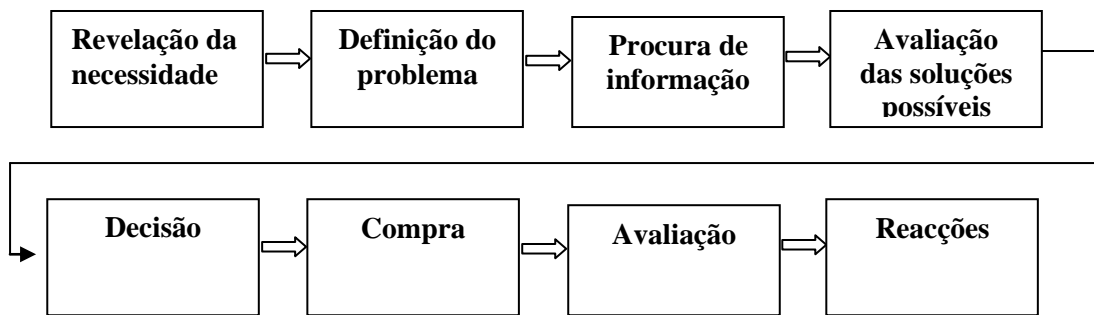 Revelação da
necessidade
Definição do
problema
Procura de
informação
Avaliação
das soluções
possíveis
Decisão
Compra
Avaliação
Reacções